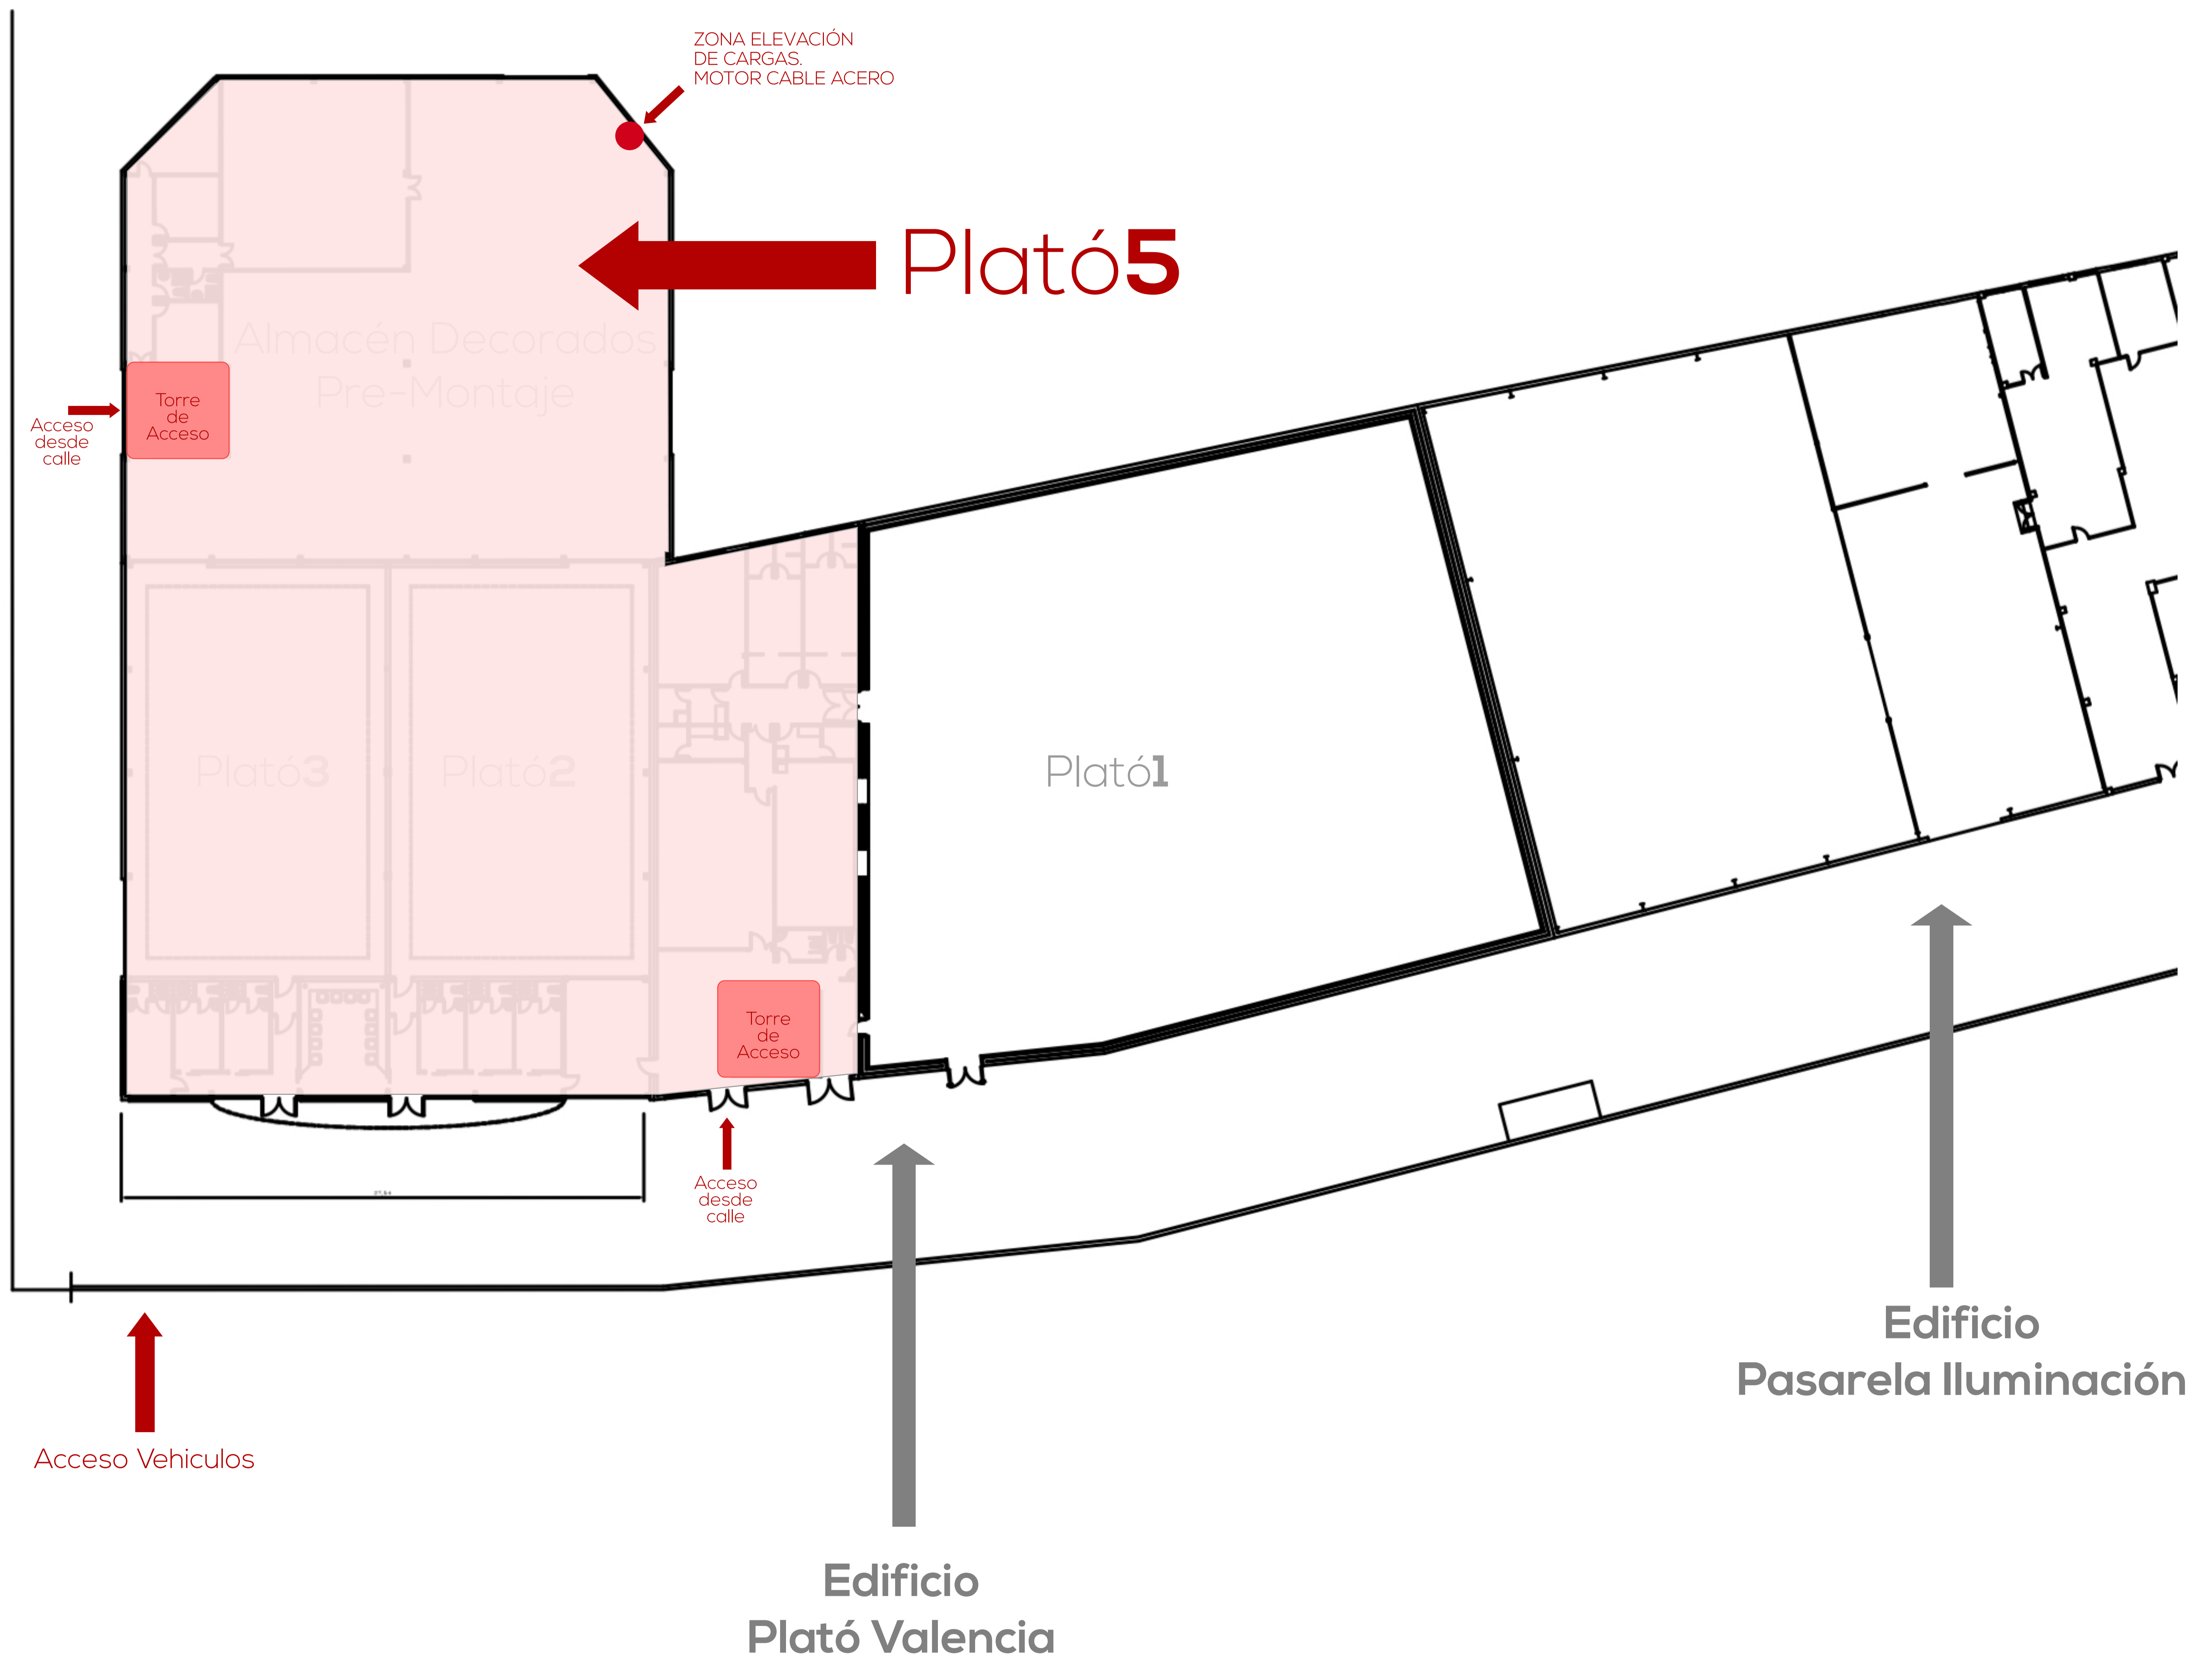 ZONA ELEVACIÓN
DE CARGAS.
MOTOR CABLE ACERO
Plató5
Almacén Decorados
Pre-Montaje
Torre
de
Acceso
Acceso
desde
calle
Plató3
Plató2
Plató1
Torre
de
Acceso
Acceso
desde
calle
Acceso Vehiculos
Edificio
Pasarela Iluminación
Edificio
Plató Valencia